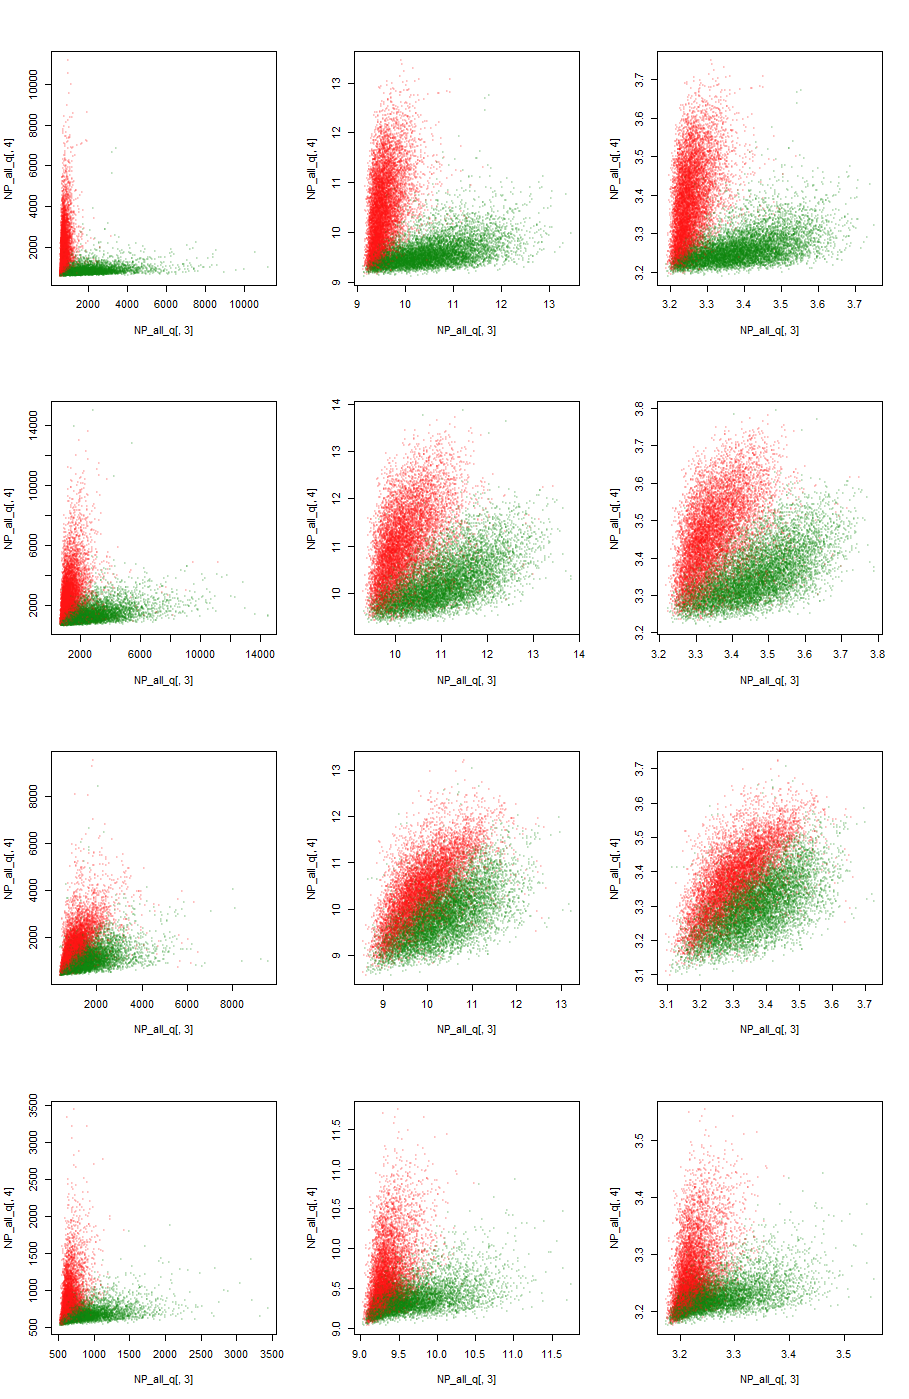 10000
8000
6000
4000
2000
NP_all_q[, 4]
2000 4000 6000 8000 10000
NP_all_q[, 3]
13
12
11
10
9
NP_all_q[, 4]
9 10 11 12 13
NP_all_q[, 3]
3.7
3.6
3.5
3.4
3.3
3.2
NP_all_q[, 4]
3.2 3.3 3.4 3.5 3.6 3.7
NP_all_q[, 3]
14000
10000
6000
2000
NP_all_q[, 4]
2000 6000 10000 14000
NP_all_q[, 3]
14
13
12
11
10
NP_all_q[, 4]
10 11 12 13 14
NP_all_q[, 3]
3.8
3.7
3.6
3.5
3.4
3.3
3.2
NP_all_q[, 4]
3.2 3.3 3.4 3.5 3.6 3.7 3.8
NP_all_q[, 3]
8000
6000
4000
2000
NP_all_q[, 4]
2000 4000 6000 8000
NP_all_q[, 3]
13
12
11
10
9
NP_all_q[, 4]
9 10 11 12 13
NP_all_q[, 3]
3.7
3.6
3.5
3.4
3.3
3.2
3.1
NP_all_q[, 4]
3.1 3.2 3.3 3.4 3.5 3.6 3.7
NP_all_q[, 3]
3500
3000
2500
2000
1500
1000
500
NP_all_q[, 4]
500 1000 1500 2000 2500 3000 3500
NP_all_q[, 3]
11.5
11.0
10.5
10.0
9.5
9.0
NP_all_q[, 4]
9.0 9.5 10.0 10.5 11.0 11.5
NP_all_q[, 3]
3.5
3.4
3.3
3.2
NP_all_q[, 4]
3.2 3.3 3.4 3.5
NP_all_q[, 3]